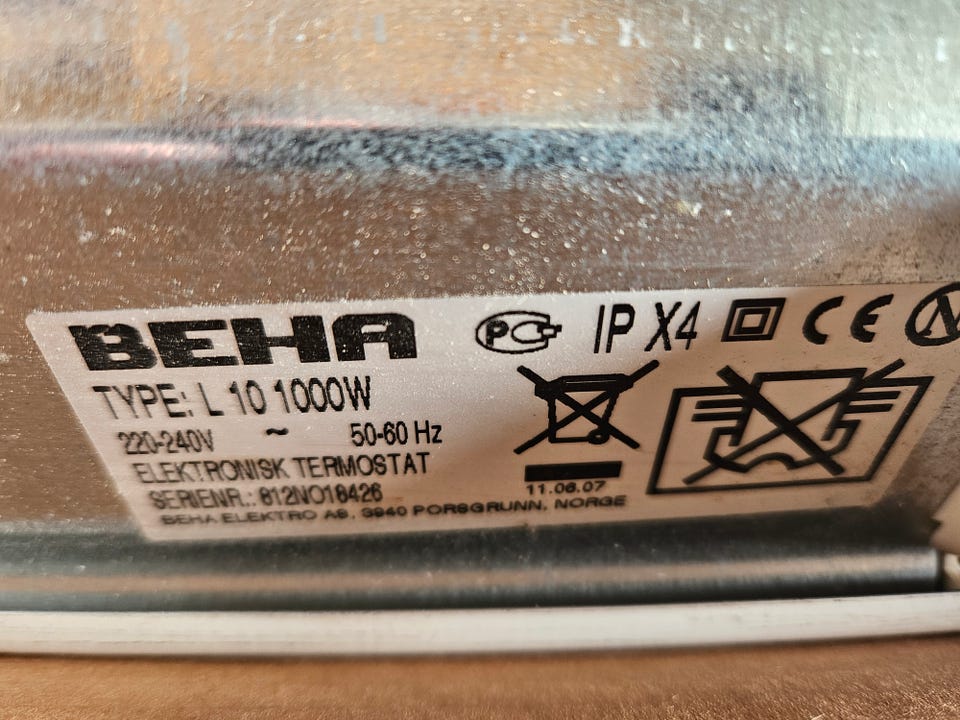 BEHA
IP X4
TYPE: L 10 1000W
220-240V ~ 50-60 Hz
ELEKTRONISK TERMOSTAT
SERIENR.: 812NO18426
11.06.07
BEHA ELEKTRO AS, 3940 PORSGRUNN, NORGE